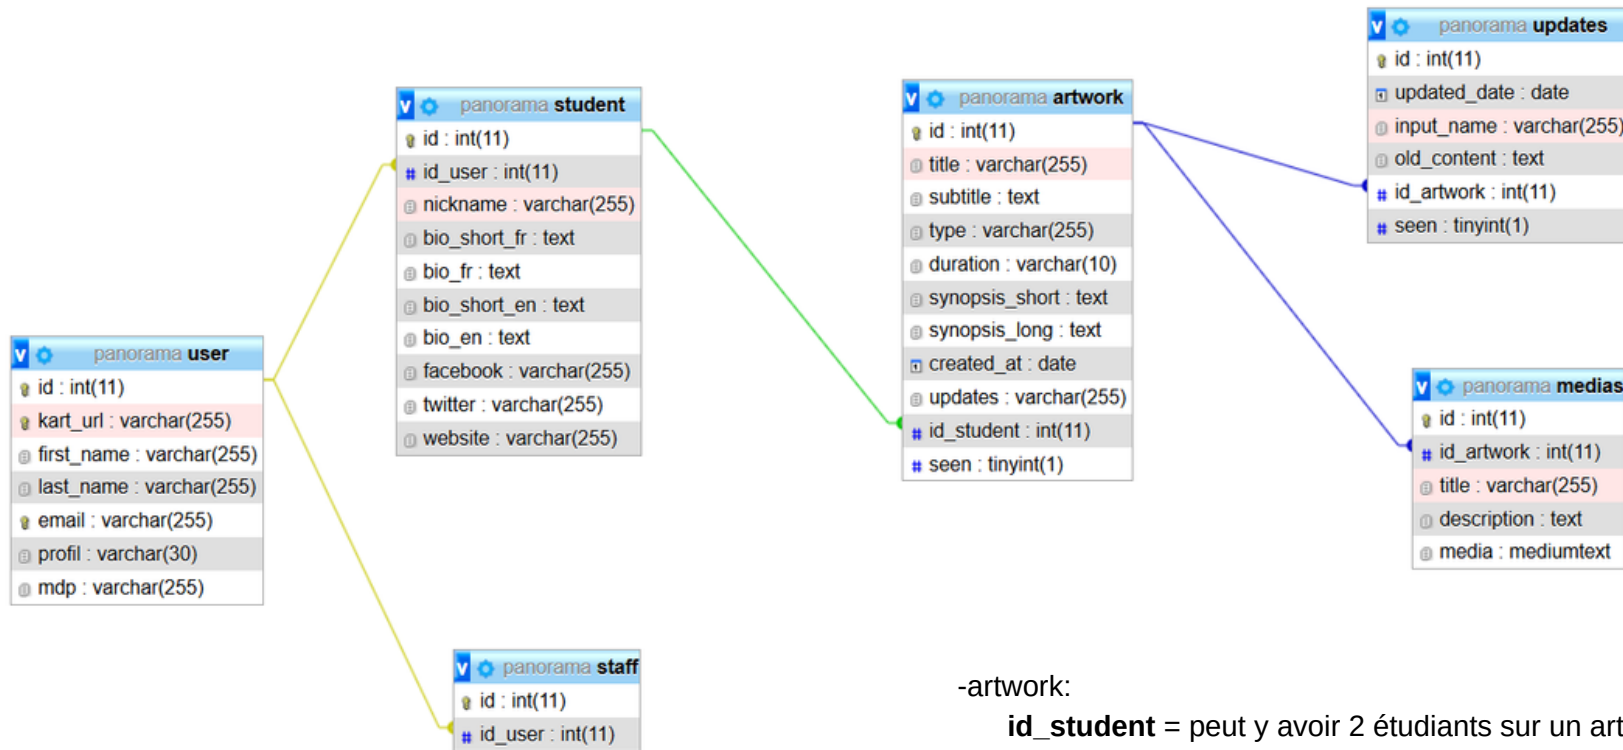 panorama user
id : int(11)
kart_url : varchar(255)
first_name : varchar(255)
last_name : varchar(255)
email : varchar(255)
profil : varchar(30)
mdp : varchar(255)
panorama student
id : int(11)
id_user : int(11)
nickname : varchar(255)
bio_short_fr : text
bio_fr : text
bio_short_en : text
bio_en : text
facebook : varchar(255)
twitter : varchar(255)
website : varchar(255)
panorama staff
id : int(11)
id_user : int(11)
panorama artwork
id : int(11)
title : varchar(255)
subtitle : text
type : varchar(255)
duration : varchar(10)
synopsis_short : text
synopsis_long : text
created_at : date
updates : varchar(255)
id_student : int(11)
seen : tinyint(1)
panorama updates
id : int(11)
updated_date : date
input_name : varchar(255)
old_content : text
id_artwork : int(11)
seen : tinyint(1)
panorama medias
id : int(11)
id_artwork : int(11)
title : varchar(255)
description : text
media : mediumtext
-artwork:
id_student = peut y avoir 2 étudiants sur un art